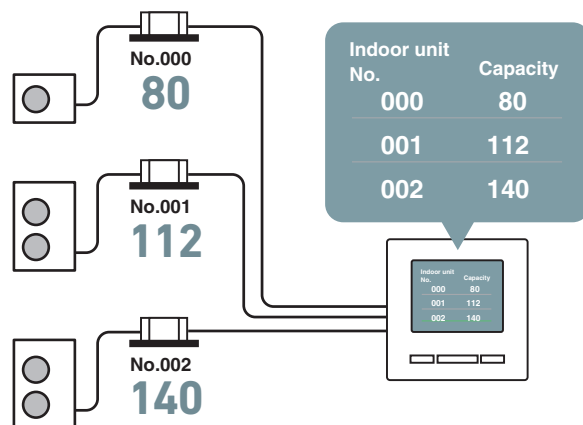 No.000
80
No.001
112
No.002
140
Indoor unit
No. Capacity
000 80
001 112
002 140
Indoor unit
No. Capacity
000 80
001 112
002 140